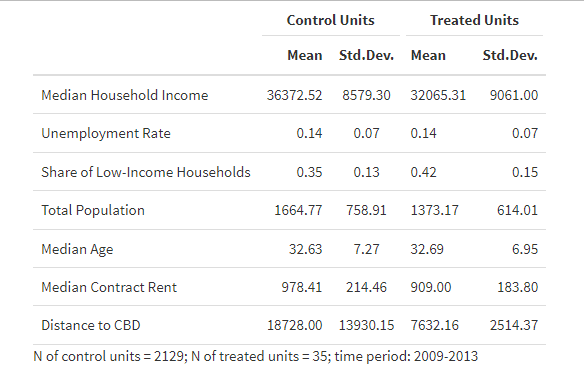 Control Units Treated Units
Mean Std.Dev. Mean Std.Dev.
Median Household Income 36372.52 8579.30 32065.31 9061.00
Unemployment Rate 0.14 0.07 0.14 0.07
Share of Low-Income Households 0.35 0.13 0.42 0.15
Total Population 1664.77 758.91 1373.17 614.01
Median Age 32.63 7.27 32.69 6.95
Median Contract Rent 978.41 214.46 909.00 183.80
Distance to CBD 18728.00 13930.15 7632.16 2514.37
N of control units = 2129; N of treated units = 35; time period: 2009-2013